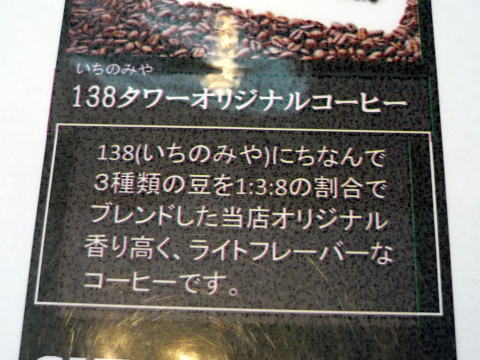 いちのみや
138タワーオリジナルコーヒー
138(いちのみや)にちなんで
3種類の豆を1:3:8の割合で
ブレンドした当店オリジナル
香り高く、ライトフレーバーな
コーヒーです。